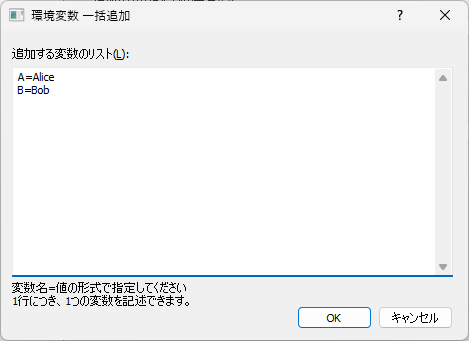 環境変数 一括追加
?
追加する変数のリスト(L):
A=Alice
B=Bob
変数名=値の形式で指定してください
1行につき、1つの変数を記述できます。
OK
キャンセル